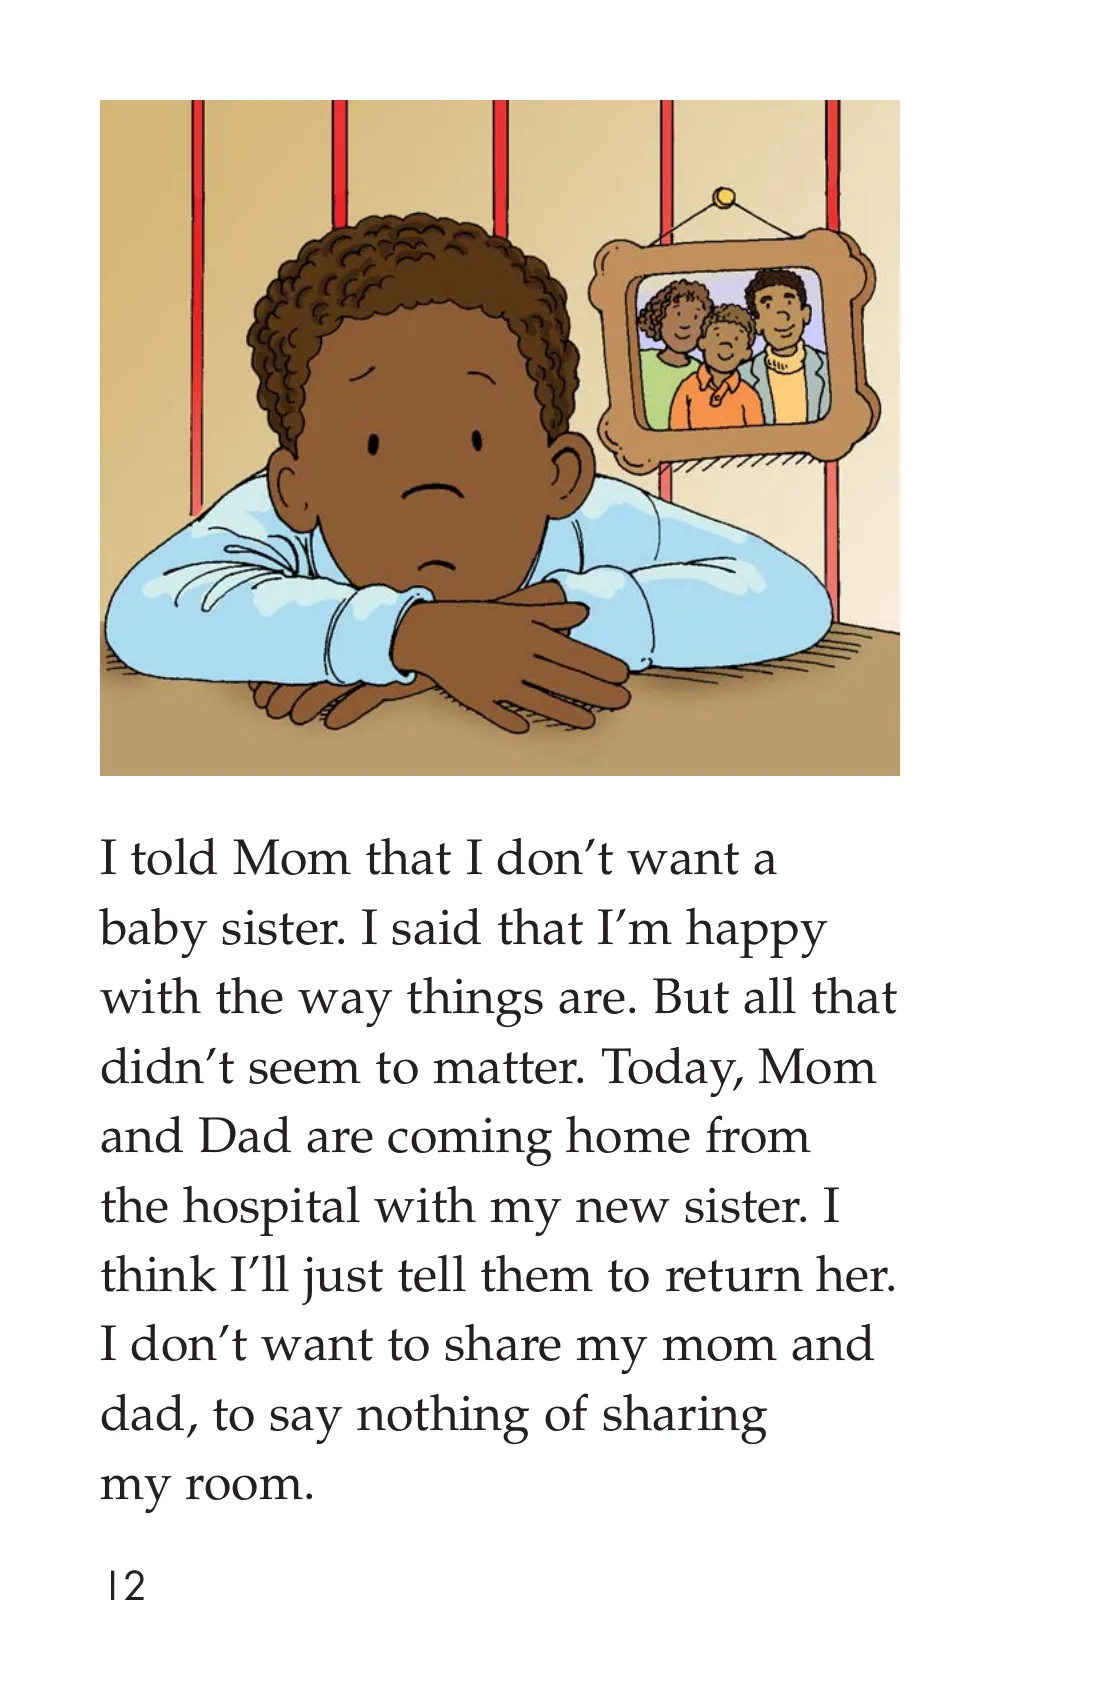 I told Mom that I don’t want a
baby sister. I said that I’m happy
with the way things are. But all that
didn’t seem to matter. Today, Mom
and Dad are coming home from
the hospital with my new sister. I
think I’ll just tell them to return her.
I don’t want to share my mom and
dad, to say nothing of sharing
my room.
12